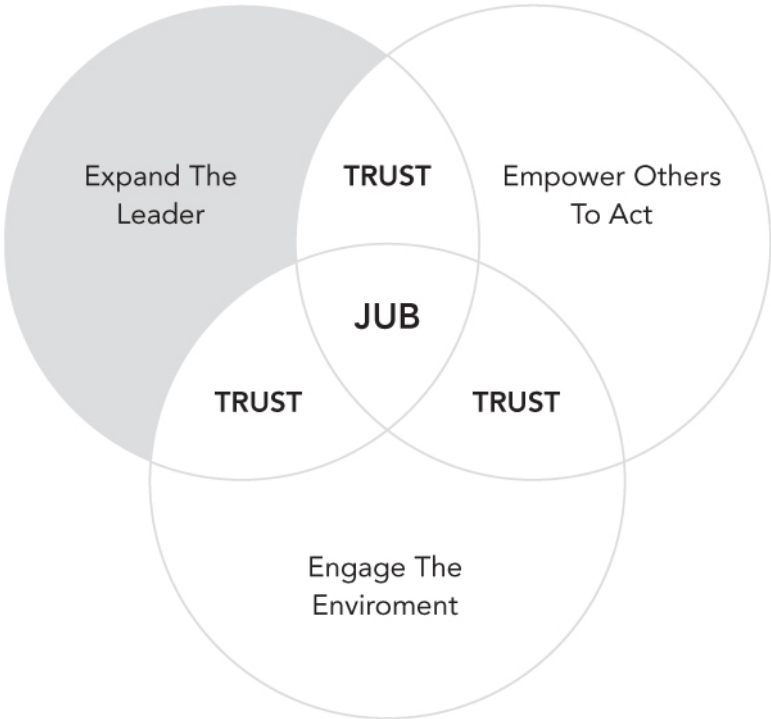 Expand The
Leader
TRUST
Empower Others
To Act
JUB
TRUST
TRUST
Engage The
Enviroment